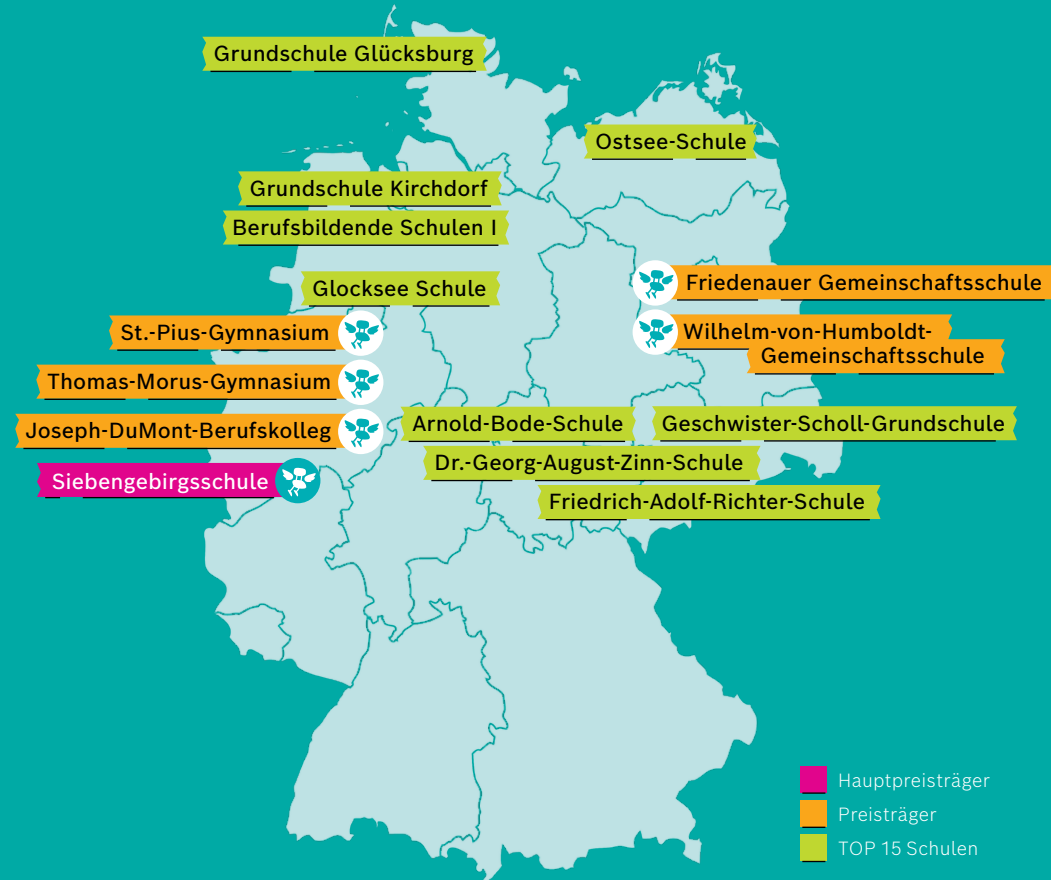 Grundschule Glücksburg
Ostsee-Schule
Grundschule Kirchdorf
Berufsbildende Schulen I
Glocksee Schule
Friedenauer Gemeinschaftsschule
St.-Pius-Gymnasium
Wilhelm-von-Humboldt-
Gemeinschaftsschule
Thomas-Morus-Gymnasium
Joseph-DuMont-Berufskolleg
Arnold-Bode-Schule
Geschwister-Scholl-Grundschule
Dr.-Georg-August-Zinn-Schule
Siebengebirgsschule
Friedrich-Adolf-Richter-Schule
Hauptpreisträger
Preisträger
TOP 15 Schulen